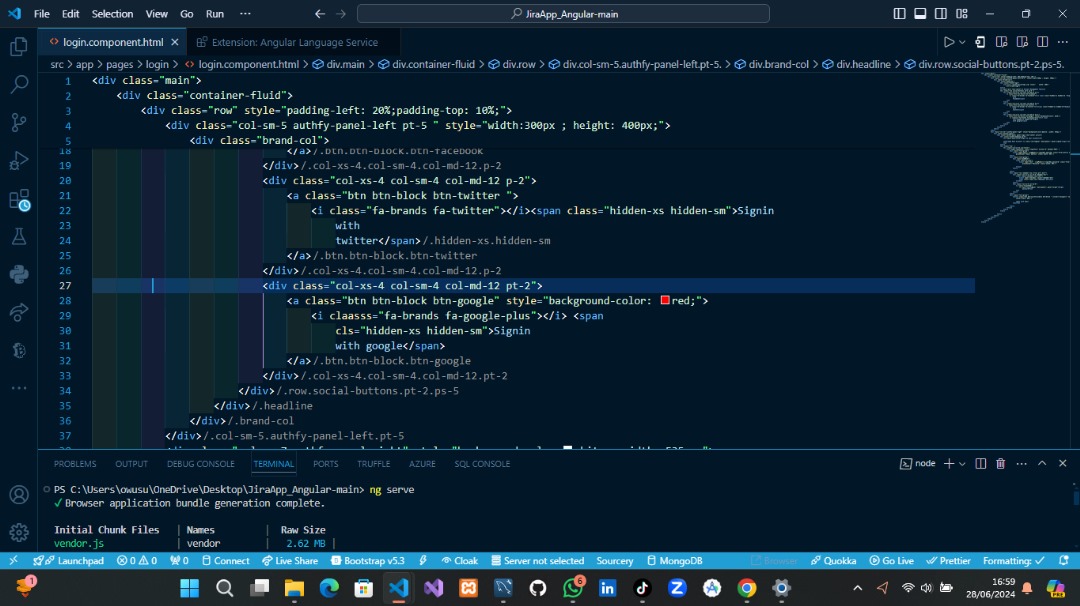 File Edit Selection View Go Run ··· JiraApp_Angular-main
login.component.html Extension: Angular Language Service
src > app > pages > login > login.component.html > div.main > div.container-fluid > div.row > div.col-sm-5.authfy-panel-left.pt-5. > div.brand-col > div.headline > div.row.social-buttons.pt-2.ps-5.
1 <div class="main">
2 <div class="container-fluid">
3 <div class="row" style="padding-left: 20%;padding-top: 10%;">
4 <div class="col-sm-5 authfy-panel-left pt-5 " style="width:300px ; height: 400px;">
5 <div class="brand-col">
18 </a>/.btn.btn-block.btn-facebook
19 </div>/.col-xs-4.col-sm-4.col-md-12.p-2
20 <div class="col-xs-4 col-sm-4 col-md-12 p-2">
21 <a class="btn btn-block btn-twitter ">
22 <i class="fa-brands fa-twitter"></i><span class="hidden-xs hidden-sm">Signin
23 with
24 twitter</span>/.hidden-xs.hidden-sm
25 </a>/.btn.btn-block.btn-twitter
26 </div>/.col-xs-4.col-sm-4.col-md-12.p-2
27 <div class="col-xs-4 col-sm-4 col-md-12 pt-2">
28 <a class="btn btn-block btn-google" style="background-color: red;">
29 <i claasss="fa-brands fa-google-plus"></i> <span
30 cls="hidden-xs hidden-sm">Signin
31 with google</span>
32 </a>/.btn.btn-block.btn-google
33 </div>/.col-xs-4.col-sm-4.col-md-12.pt-2
34 </div>/.row.social-buttons.pt-2.ps-5
35 </div>/.headline
36 </div>/.brand-col
37 </div>/.col-sm-5.authfy-panel-left.pt-5
PROBLEMS OUTPUT DEBUG CONSOLE TERMINAL PORTS TRUFFLE AZURE SQL CONSOLE node
PS C:\Users\owusu\OneDrive\Desktop\JiraApp_Angular-main> ng serve
✓ Browser application bundle generation complete.
Initial Chunk Files | Names | Raw Size
vendor.js | vendor | 2.62 MB |
Launchpad 0 0 0 Connect Live Share Bootstrap v5.3 Cloak Server not selected Sourcery MongoDB Browser Quokka Go Live Prettier Formatting: ✓
1 6 16:59
28/06/2024 PRE